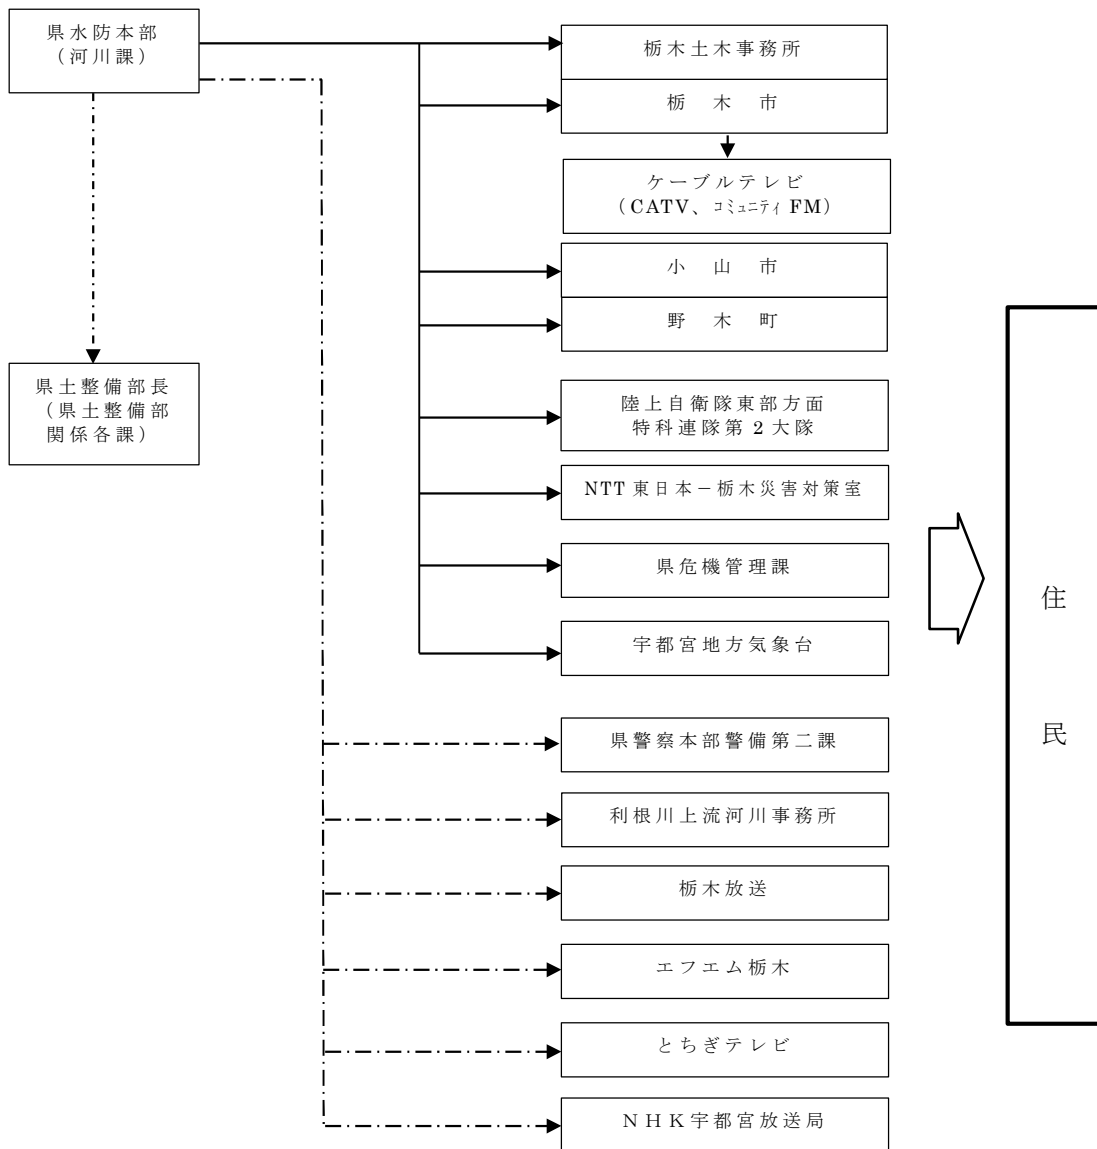 県水防本部
（河川課）
栃木土木事務所
栃　木　市
ケーブルテレビ
（CATV、コミュニティ FM）
小　山　市
野　木　町
県土整備部長
（県土整備部
関係各課）
陸上自衛隊東部方面
特科連隊第 2 大隊
NTT 東日本－栃木災害対策室
県危機管理課
宇都宮地方気象台
県警察本部警備第二課
利根川上流河川事務所
栃木放送
エフエム栃木
とちぎテレビ
ＮＨＫ宇都宮放送局
住
民